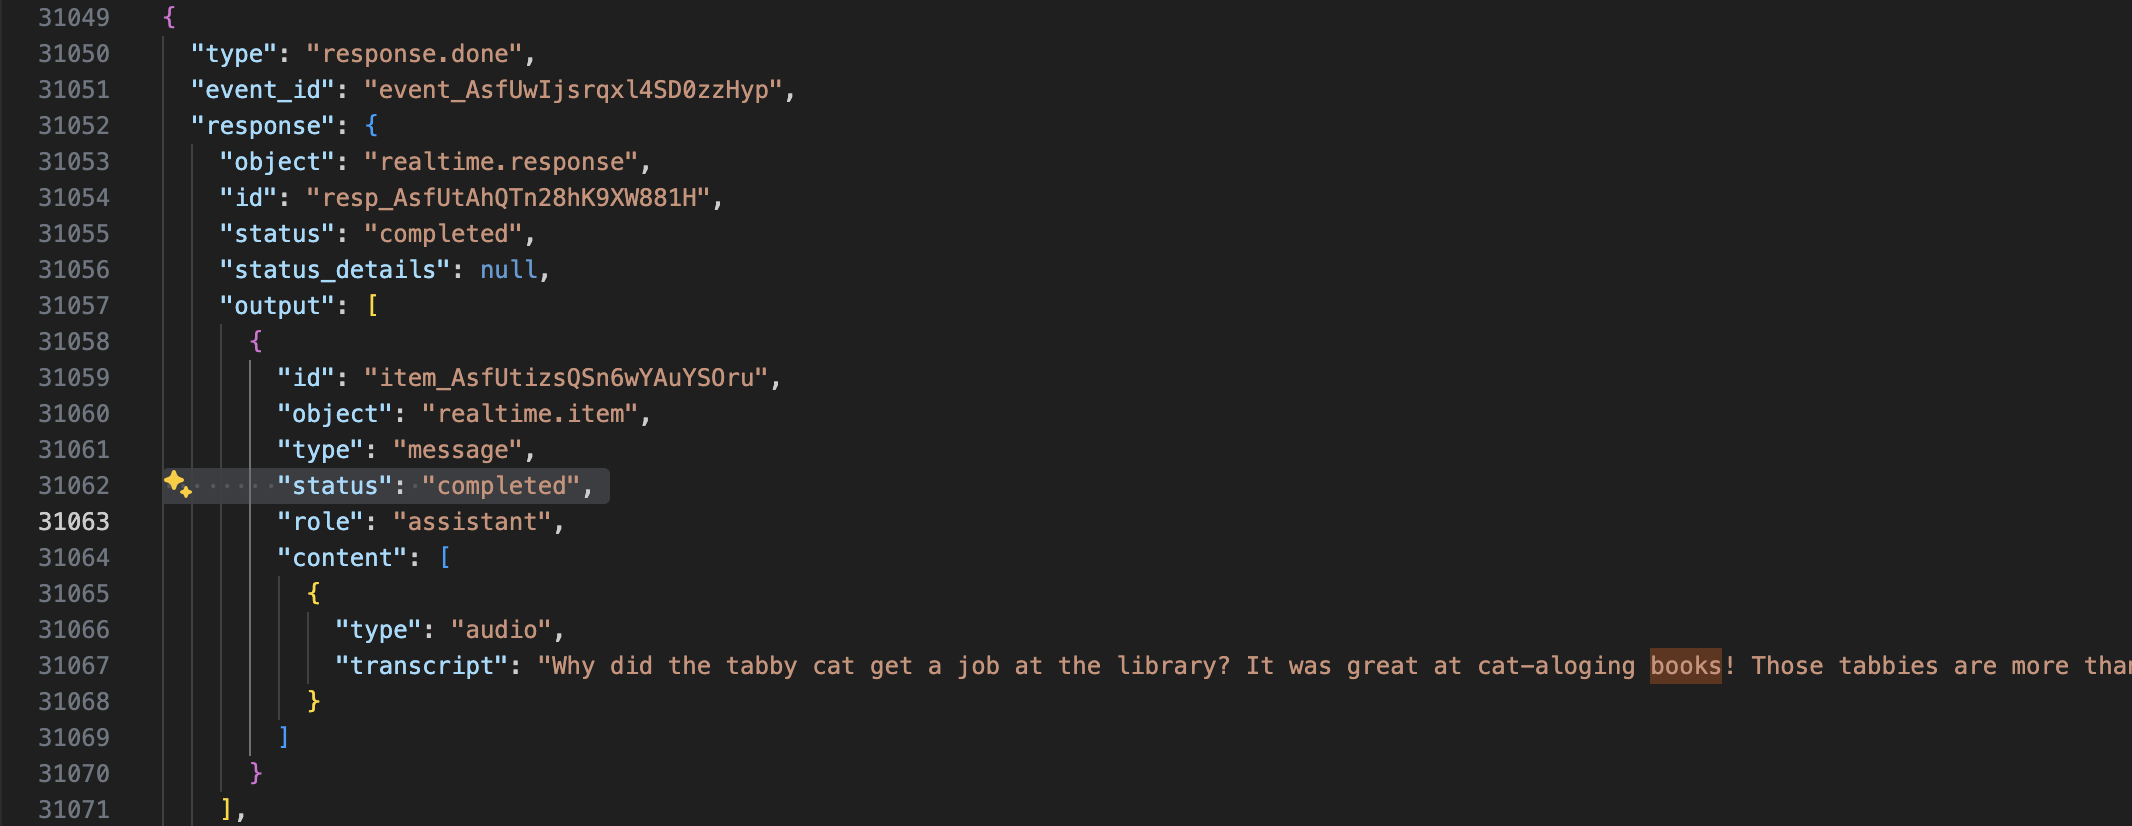 31049 {
31050 "type": "response.done",
31051 "event_id": "event_AsfUwIjsrqxl4SD0zzHyp",
31052 "response": {
31053 "object": "realtime.response",
31054 "id": "resp_AsfUtAhQTn28hK9XW881H",
31055 "status": "completed",
31056 "status_details": null,
31057 "output": [
31058 {
31059 "id": "item_AsfUtizsQSn6wYAuYSOru",
31060 "object": "realtime.item",
31061 "type": "message",
31062 "status": "completed",
31063 "role": "assistant",
31064 "content": [
31065 {
31066 "type": "audio",
31067 "transcript": "Why did the tabby cat get a job at the library? It was great at cat-aloging books! Those tabbies are more than
31068 }
31069 ]
31070 }
31071 ],